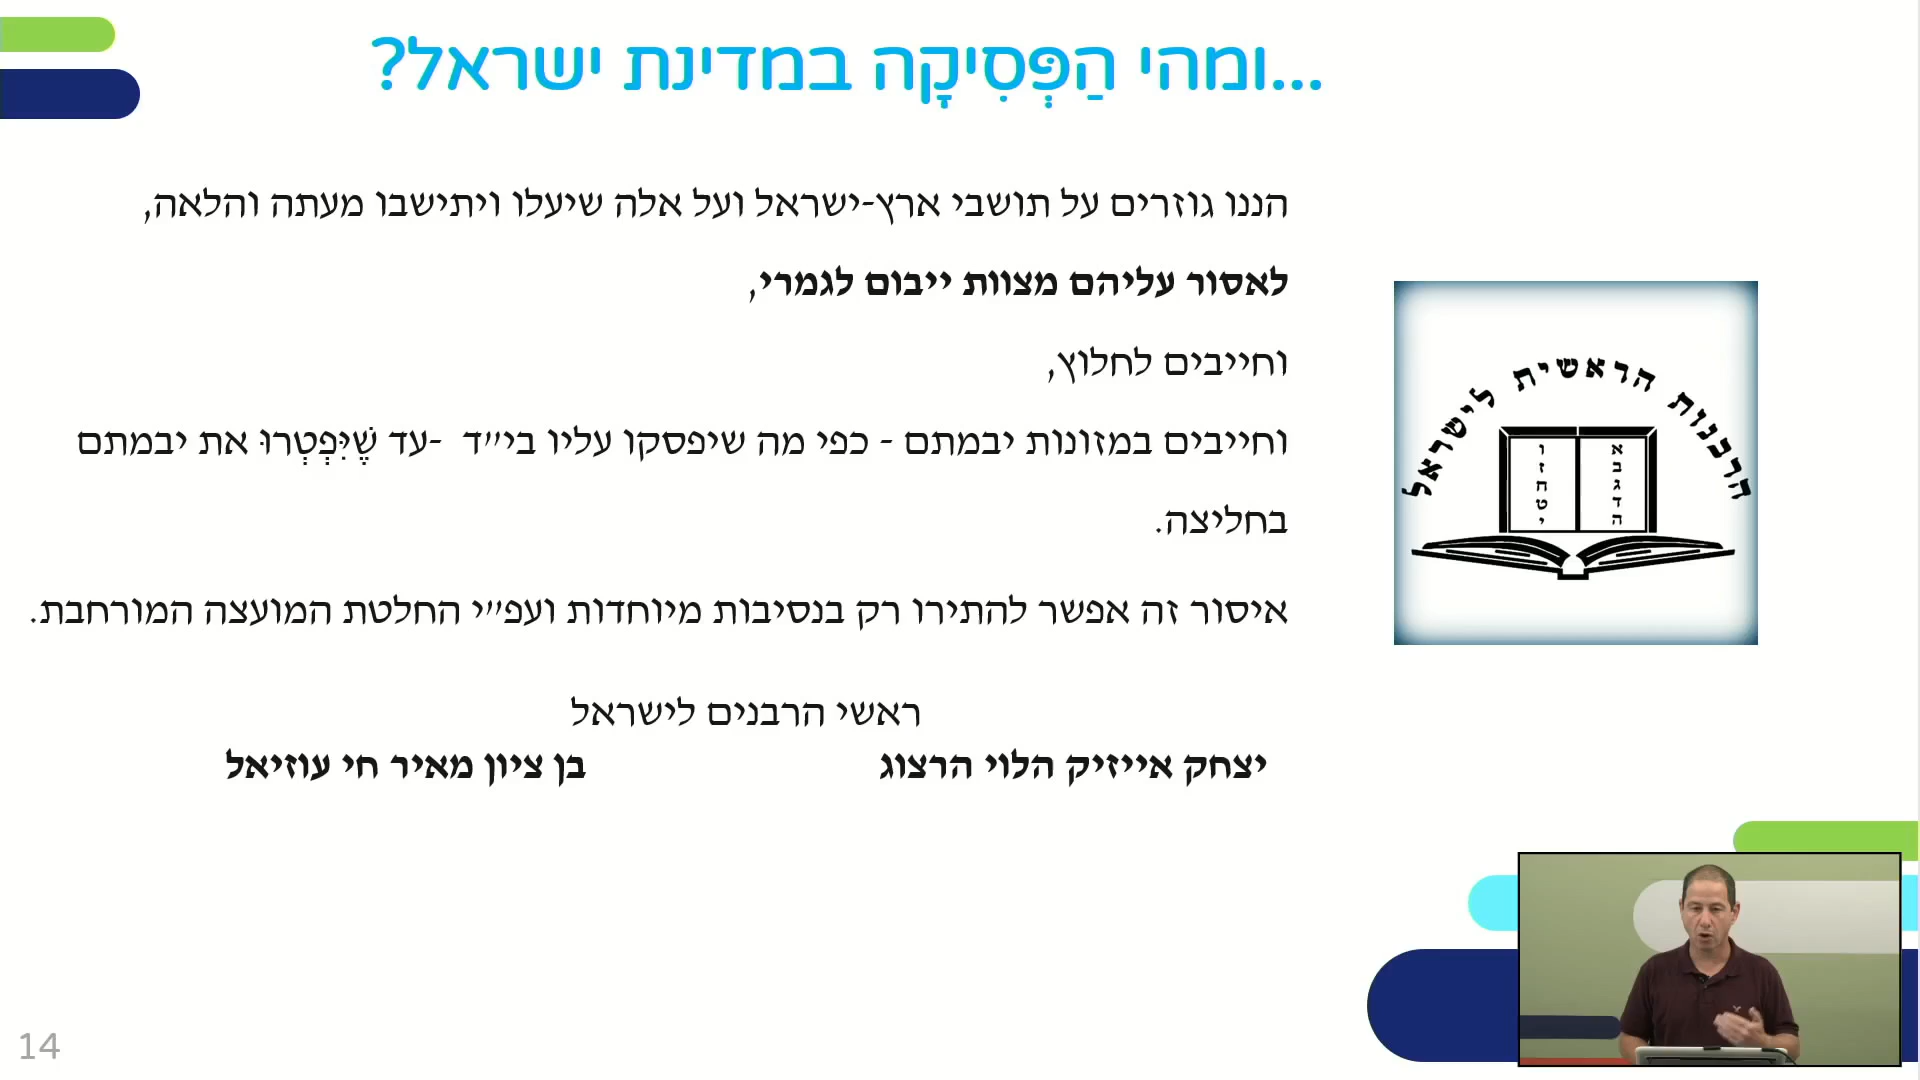 ...ומהי הַפְּסִיקָה במדינת ישראל?
הננו גוזרים על תושבי ארץ-ישראל ועל אלה שיעלו ויתישבו מעתה והלאה,
לאסור עליהם מצוות ייבום לגמרי,
וחייבים לחלוץ,
וחייבים במזונות יבמתם - כפי מה שיפסקו עליו בי״ד -עד שֶׁיִּפְטְרוּ את יבמתם
בחליצה.
איסור זה אפשר להתירו רק בנסיבות מיוחדות ועפ״י החלטת המועצה המורחבת.
ראשי הרבנים לישראל
יצחק אייזיק הלוי הרצוג בן ציון מאיר חי עוזיאל
הרבנות הראשית לישראל
א ו
ב ז
ג ח
ד ט
ה י
14